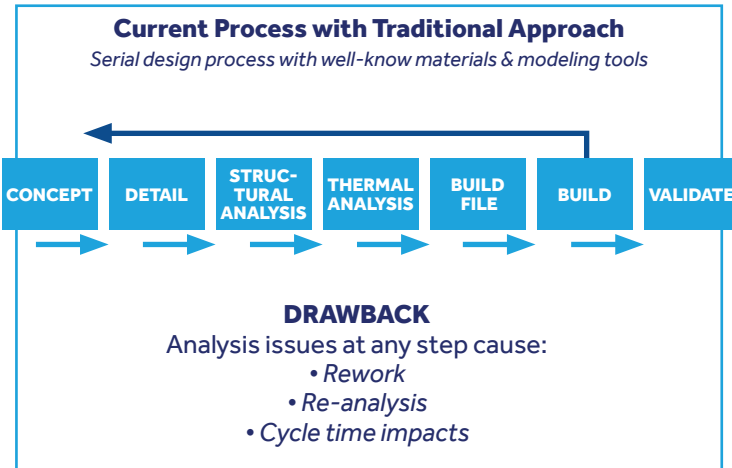 Current Process with Traditional Approach
Serial design process with well-know materials & modeling tools
CONCEPT
DETAIL
STRUC-
TURAL
ANALYSIS
THERMAL
ANALYSIS
BUILD
FILE
BUILD
VALIDATE
DRAWBACK
Analysis issues at any step cause:
• Rework
• Re-analysis
• Cycle time impacts